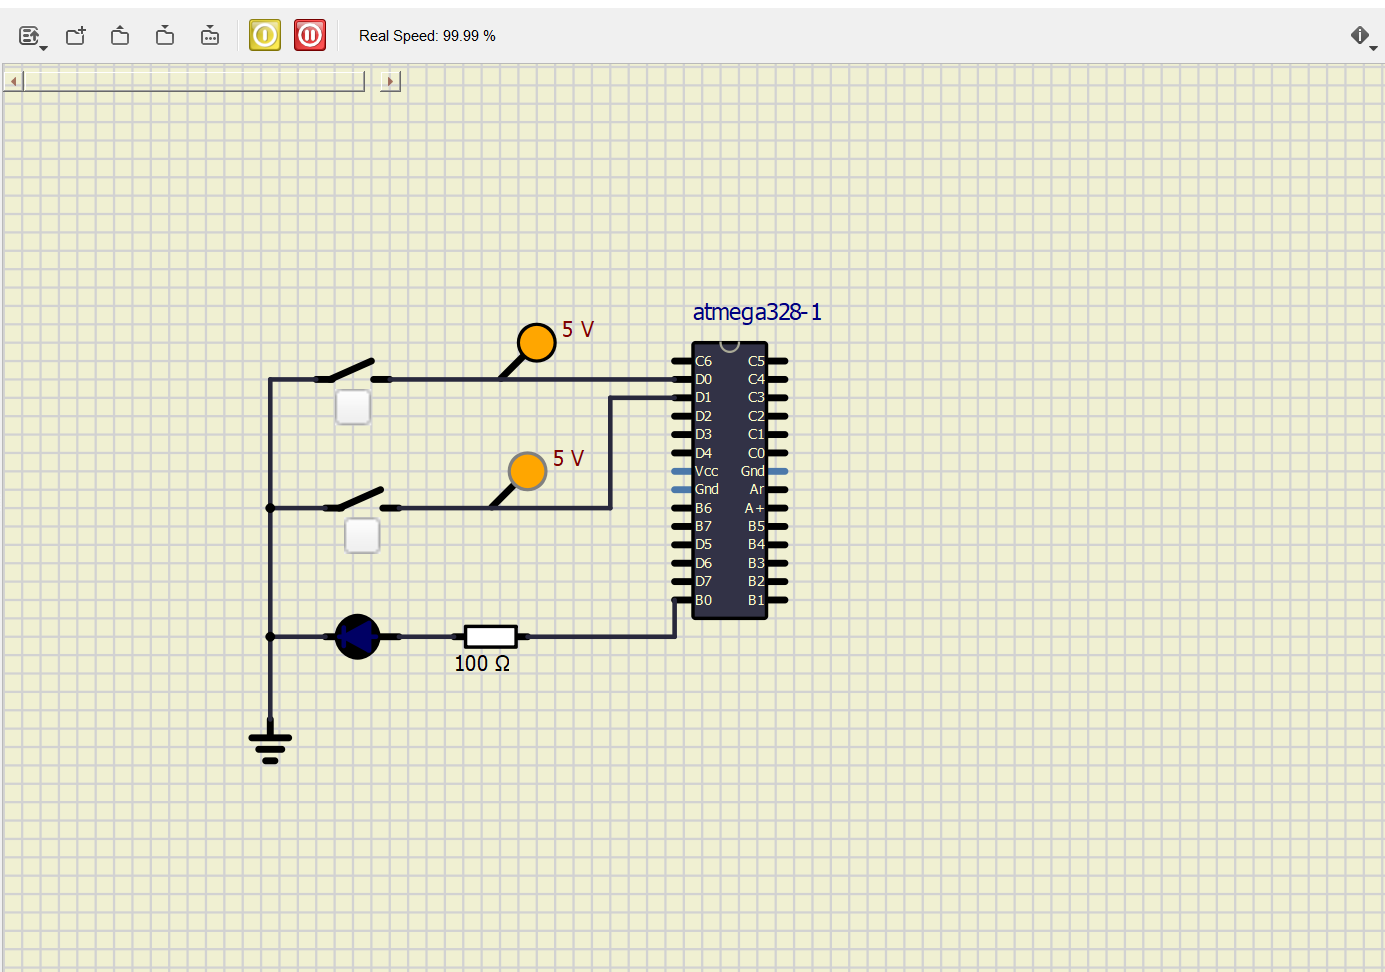 Real Speed: 99.99 %
atmega328-1
5 V
C6 C5
D0 C4
D1 C3
D2 C2
D3 C1
5 V
D4 C0
Vcc Gnd
Gnd Ar
B6 A+
B7 B5
D5 B4
D6 B3
D7 B2
B0 B1
100 Ω